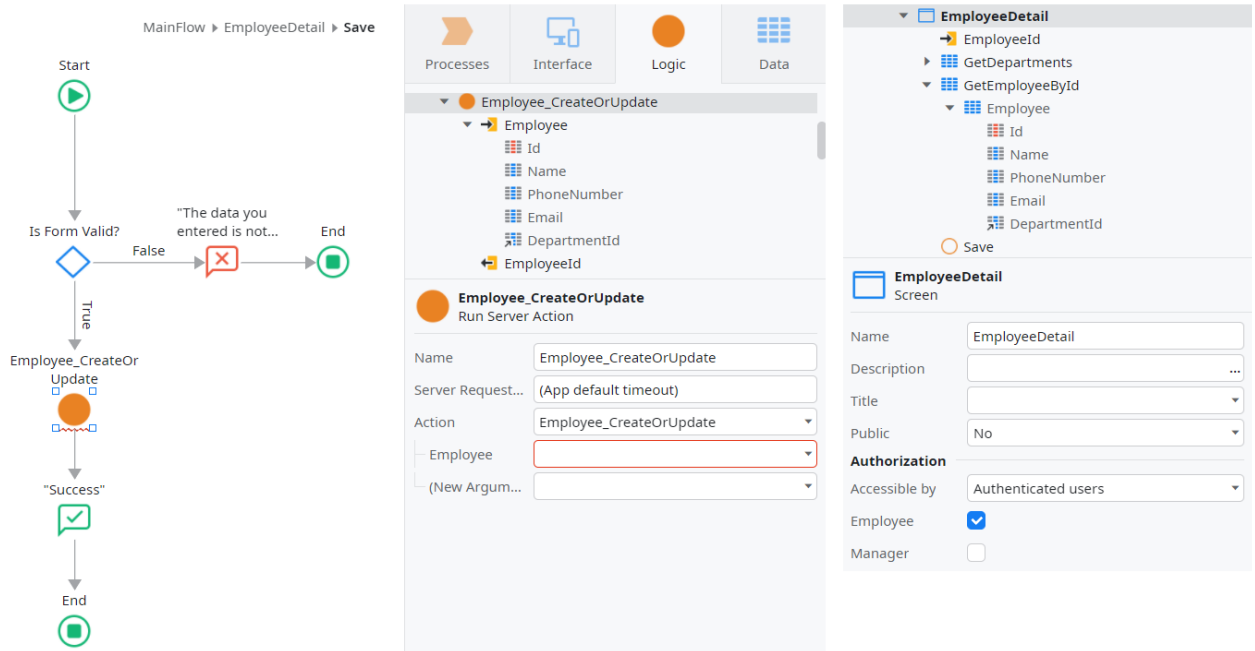 MainFlow EmployeeDetail Save
Start
Is Form Valid?
False
"The data you
entered is not...
End
True
Employee_CreateOr
Update
"Success"
End
Processes
Interface
Logic
Data
Employee_CreateOrUpdate
Employee
Id
Name
PhoneNumber
Email
DepartmentId
EmployeeId
Employee_CreateOrUpdate
Run Server Action
Name Employee_CreateOrUpdate
Server Request... (App default timeout)
Action Employee_CreateOrUpdate
Employee
(New Argum...
EmployeeDetail
EmployeeId
GetDepartments
GetEmployeeById
Employee
Id
Name
PhoneNumber
Email
DepartmentId
Save
EmployeeDetail
Screen
Name EmployeeDetail
Description ...
Title
Public No
Authorization
Accessible by Authenticated users
Employee
Manager